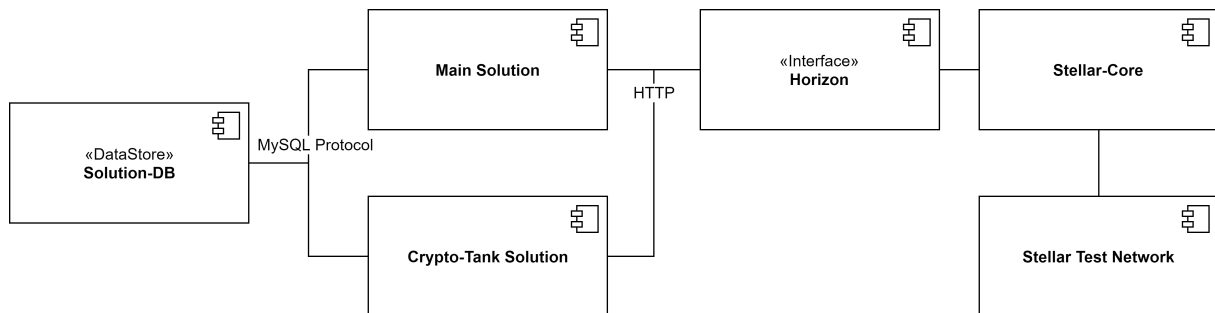 Main Solution
«Interface»
Horizon
Stellar-Core
HTTP
MySQL Protocol
«DataStore»
Solution-DB
Crypto-Tank Solution
Stellar Test Network